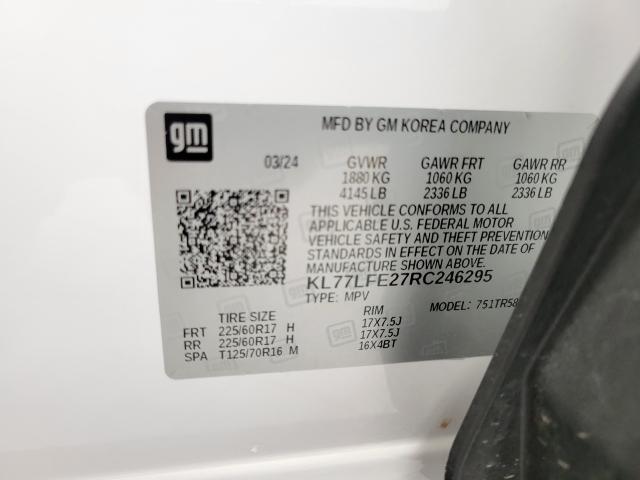 gm
MFD BY GM KOREA COMPANY
03/24 GVWR GAWR FRT GAWR RR
1880 KG 1060 KG 1060 KG
4145 LB 2336 LB 2336 LB
THIS VEHICLE CONFORMS TO ALL
APPLICABLE U.S. FEDERAL MOTOR
VEHICLE SAFETY AND THEFT PREVENTION
STANDARDS IN EFFECT ON THE DATE OF
MANUFACTURE SHOWN ABOVE.
KL77LFE27RC246295
TYPE: MPV MODEL: 751TR58
TIRE SIZE RIM
FRT 225/60R17 H 17X7.5J
RR 225/60R17 H 17X7.5J
SPA T125/70R16 M 16X4BT